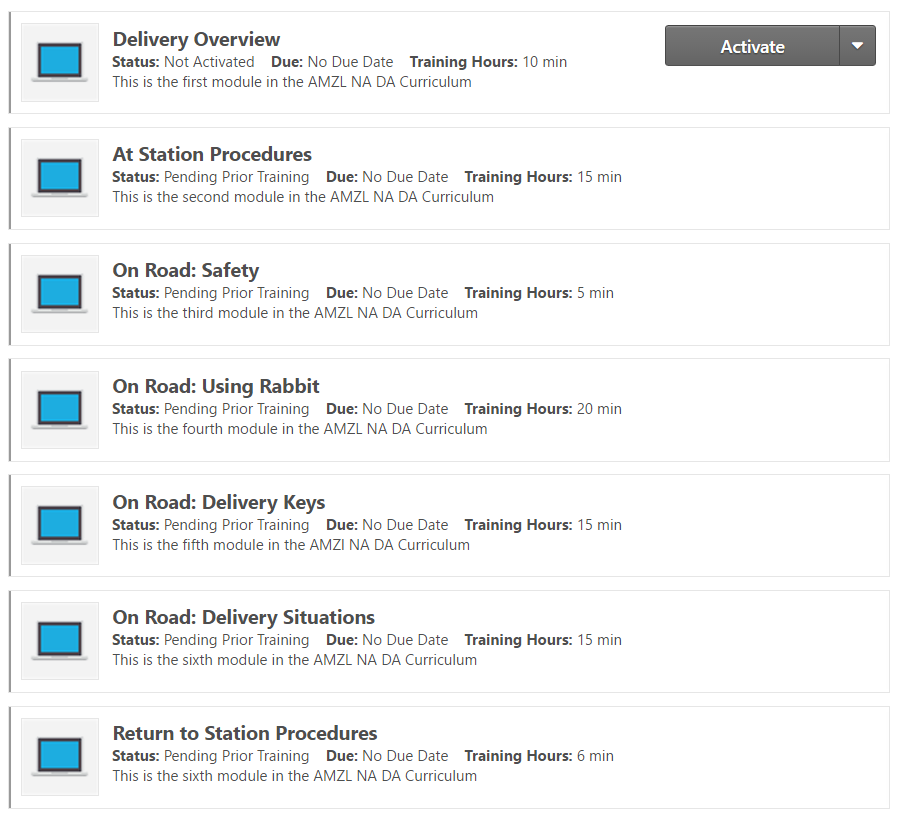 Delivery Overview
Activate
Status: Not Activated Due: No Due Date Training Hours: 10 min
This is the first module in the AMZL NA DA Curriculum
At Station Procedures
Status: Pending Prior Training Due: No Due Date Training Hours: 15 min
This is the second module in the AMZL NA DA Curriculum
On Road: Safety
Status: Pending Prior Training Due: No Due Date Training Hours: 5 min
This is the third module in the AMZL NA DA Curriculum
On Road: Using Rabbit
Status: Pending Prior Training Due: No Due Date Training Hours: 20 min
This is the fourth module in the AMZL NA DA Curriculum
On Road: Delivery Keys
Status: Pending Prior Training Due: No Due Date Training Hours: 15 min
This is the fifth module in the AMZl NA DA Curriculum
On Road: Delivery Situations
Status: Pending Prior Training Due: No Due Date Training Hours: 15 min
This is the sixth module in the AMZL NA DA Curriculum
Return to Station Procedures
Status: Pending Prior Training Due: No Due Date Training Hours: 6 min
This is the sixth module in the AMZL NA DA Curriculum